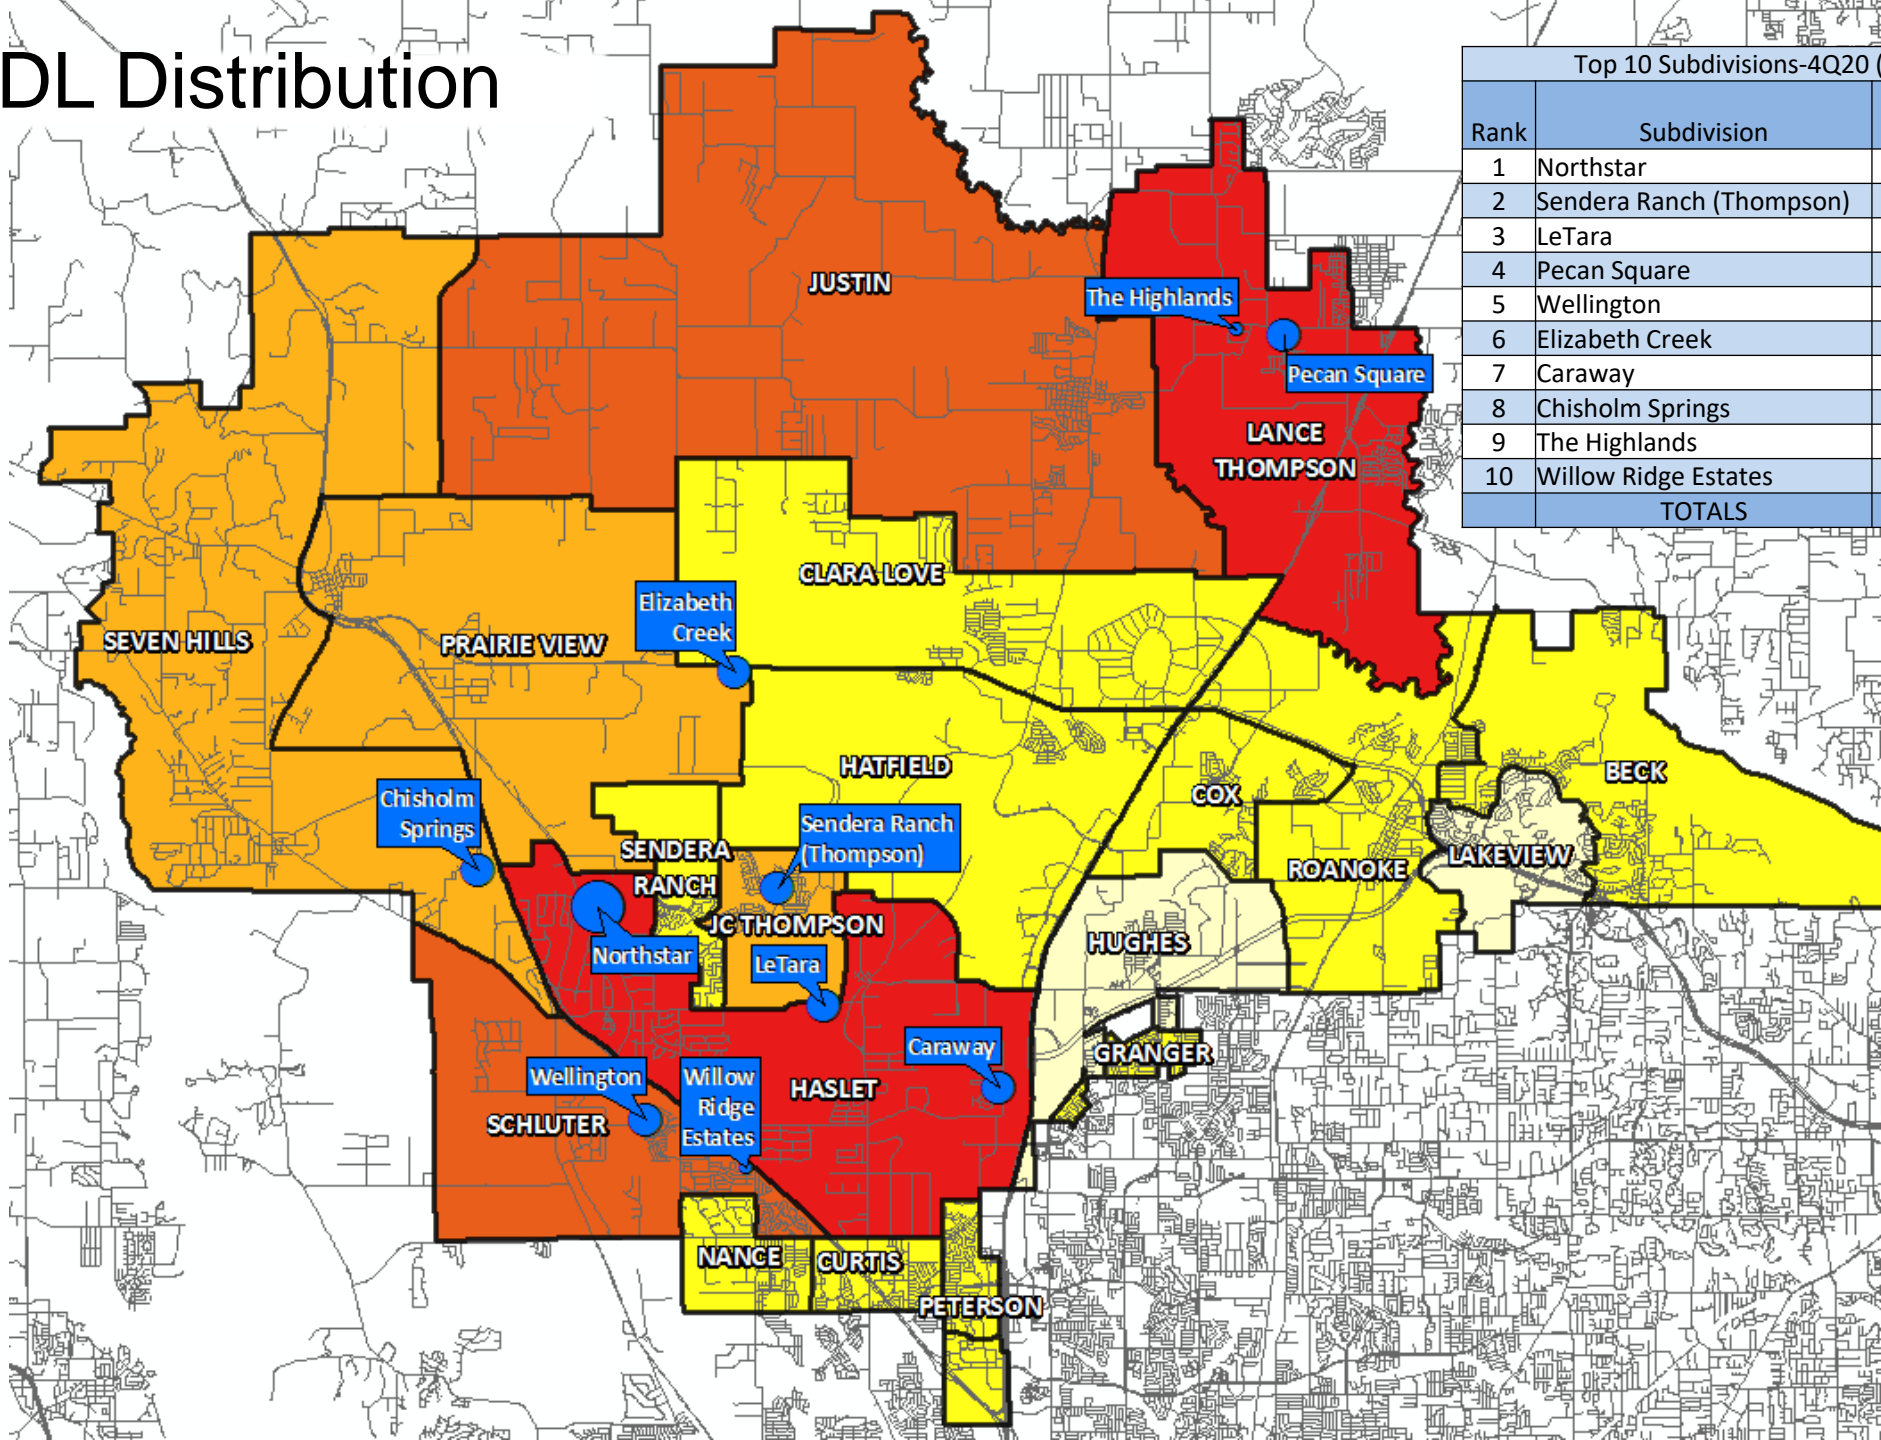 DL Distribution
Top 10 Subdivisions-4Q20 (
Rank Subdivision
1 Northstar
2 Sendera Ranch (Thompson)
3 LeTara
4 Pecan Square
5 Wellington
6 Elizabeth Creek
7 Caraway
8 Chisholm Springs
9 The Highlands
10 Willow Ridge Estates
TOTALS
JUSTIN
The Highlands
Pecan Square
LANCE
THOMPSON
CLARA LOVE
Elizabeth
Creek
SEVEN HILLS
PRAIRIE VIEW
HATFIELD
BECK
COX
Chisholm
Springs
Sendera Ranch
(Thompson)
SENDERA
RANCH
LAKEVIEW
ROANOKE
JC THOMPSON
HUGHES
Northstar
LeTara
Caraway
GRANGER
Wellington
Willow
Ridge
Estates
HASLET
SCHLUTER
NANCE
CURTIS
PETERSON